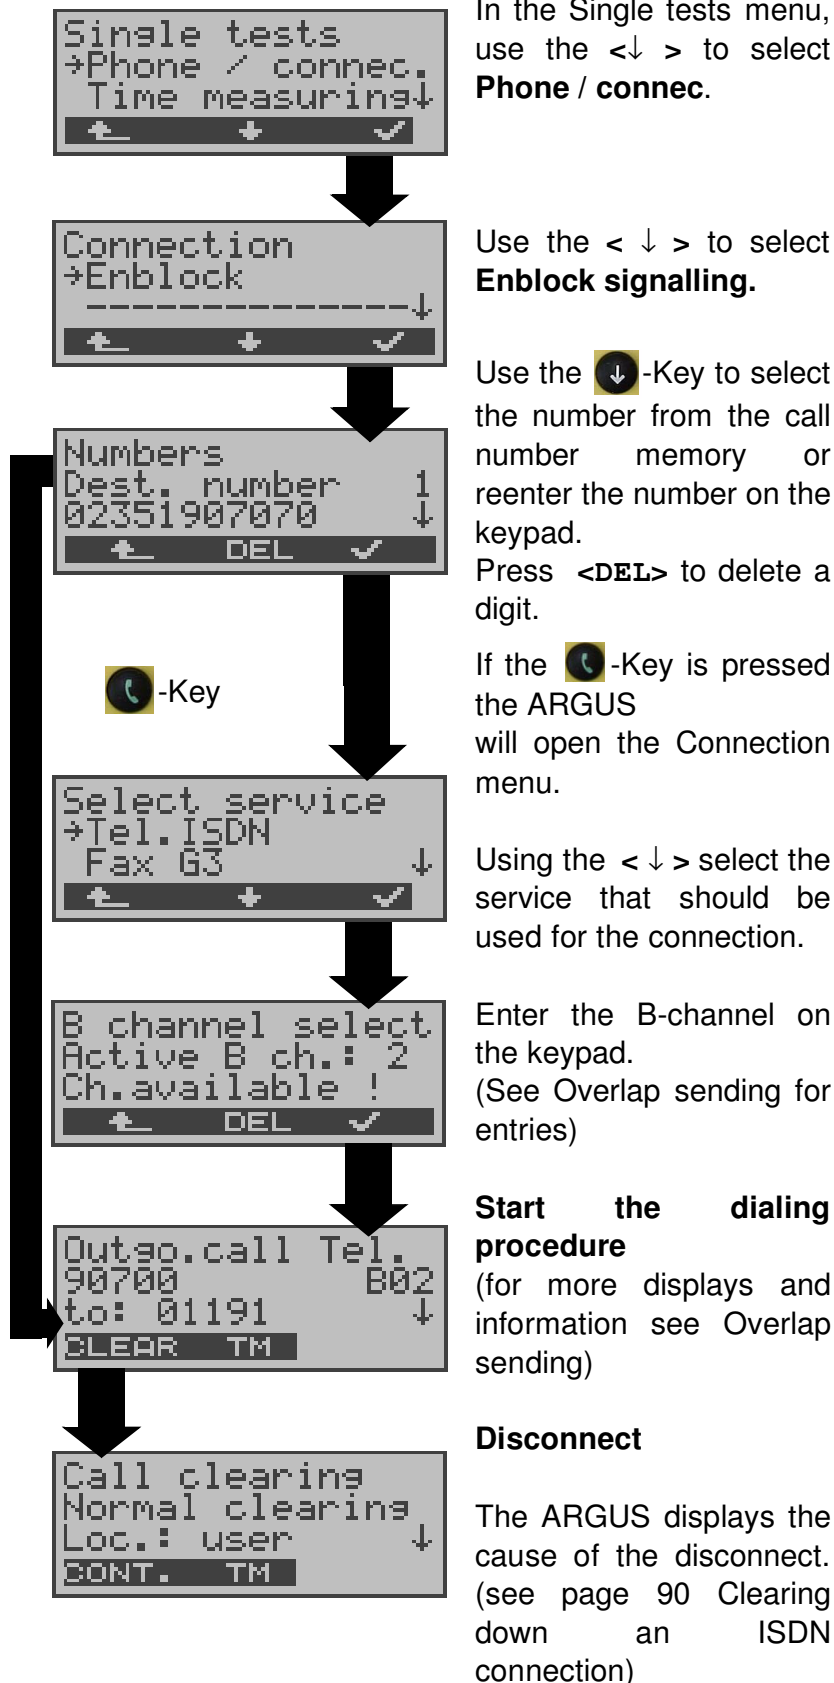 In the Single tests menu,
use the <↓ > to select
Phone / connec.
Single tests
→Phone / connec.
Time measuring↓
Use the < ↓ > to select
Enblock signalling.
Connection
→Enblock
--------------↓
Use the ↓ -Key to select
the number from the call
number memory or
reenter the number on the
keypad.
Press <DEL> to delete a
digit.
Numbers
Dest. number 1
02351907070 ↓
DEL
-Key
If the -Key is pressed
the ARGUS
will open the Connection
menu.
Select service
→Tel.ISDN
Fax G3 ↓
Using the < ↓ > select the
service that should be
used for the connection.
B channel select
Active B ch.: 2
Ch.available !
DEL
Enter the B-channel on
the keypad.
(See Overlap sending for
entries)
Outgo.call Tel.
90700 B02
to: 01191 ↓
CLEAR TM
Start the dialing
procedure
(for more displays and
information see Overlap
sending)
Disconnect
Call clearing
Normal clearing
Loc.: user ↓
CONT. TM
The ARGUS displays the
cause of the disconnect.
(see page 90 Clearing
down an ISDN
connection)